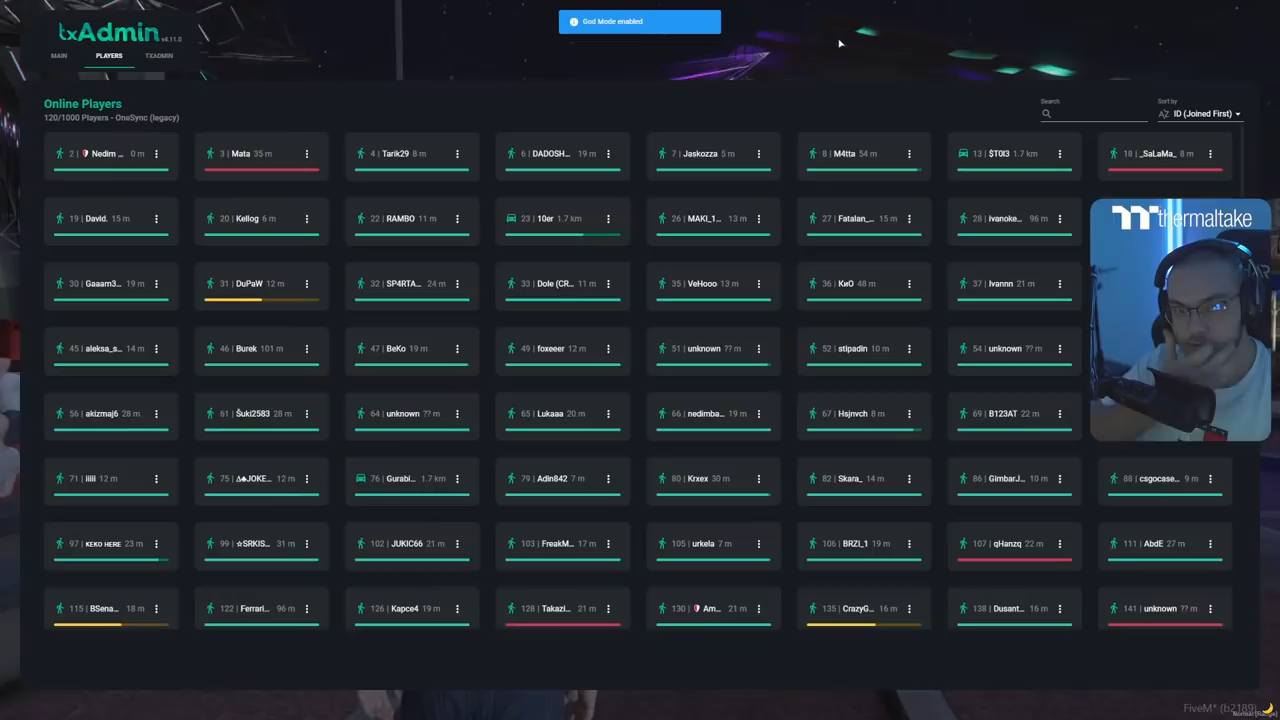 txAdmin v4.11.0
God Mode enabled
MAIN PLAYERS TXADMIN
Online Players
120/1000 Players - OneSync (legacy)
Search
Sort by
ID (Joined First)
2 | Nedim ... 0 m
3 | Mata 35 m
4 | Tarik29 8 m
6 | DADOSH... 19 m
7 | Jaskozza 5 m
8 | M4tta 54 m
13 | $T0I3 1.7 km
18 | _SaLaMa_ 8 m
19 | David. 15 m
20 | Kellog 6 m
22 | RAMBO 11 m
23 | 10er 1.7 km
26 | MAKI_1... 13 m
27 | Fatalan_... 15 m
28 | ivanoke... 96 m
thermaltake
30 | Gaaam3... 19 m
31 | DuPaW 12 m
32 | SP4RTA... 24 m
33 | Dole (CR... 11 m
35 | VeHooo 13 m
36 | KwO 48 m
37 | Ivannn 21 m
45 | aleksa_s... 14 m
46 | Burek 101 m
47 | BeKo 19 m
49 | foxeeer 12 m
51 | unknown ?? m
52 | stipadin 10 m
54 | unknown ?? m
56 | akizmaj6 28 m
61 | Šuki2583 28 m
64 | unknown ?? m
65 | Lukaaa 20 m
66 | nedimba... 19 m
67 | Hsjnvch 8 m
69 | B123AT 22 m
71 | iiiii 12 m
75 | ∆♠JOKE... 12 m
76 | Gurabi... 1.7 km
79 | Adin842 7 m
80 | Krxex 30 m
82 | Skara_ 14 m
86 | GimbarJ... 10 m
88 | csgocase... 9 m
97 | ᴋᴇᴋᴏ ʜᴇʀᴇ 23 m
99 | ☆SRKIS... 31 m
102 | JUKIC66 21 m
103 | FreakM... 17 m
105 | urkela 7 m
106 | BRZI_1 19 m
107 | qHanzq 22 m
111 | AbdE 27 m
115 | BSena... 18 m
122 | Ferrari... 96 m
126 | Kapce4 19 m
128 | Takazi... 21 m
130 | Am... 21 m
135 | CrazyG... 16 m
138 | Dusant... 16 m
141 | unknown ?? m
FiveM* (b2189)
Normal [Range]